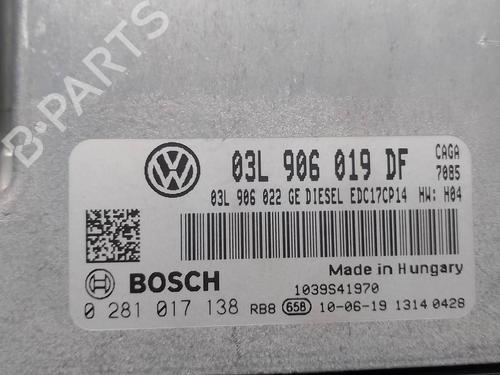 B-PARTS
VW 03L 906 019 DF CAGA 7085
03L 906 022 GE DIESEL EDC17CP14 HW: H04
Made in Hungary
BOSCH
1039S41970
0 281 017 138 RB8 658 10-06-19 1314 0428